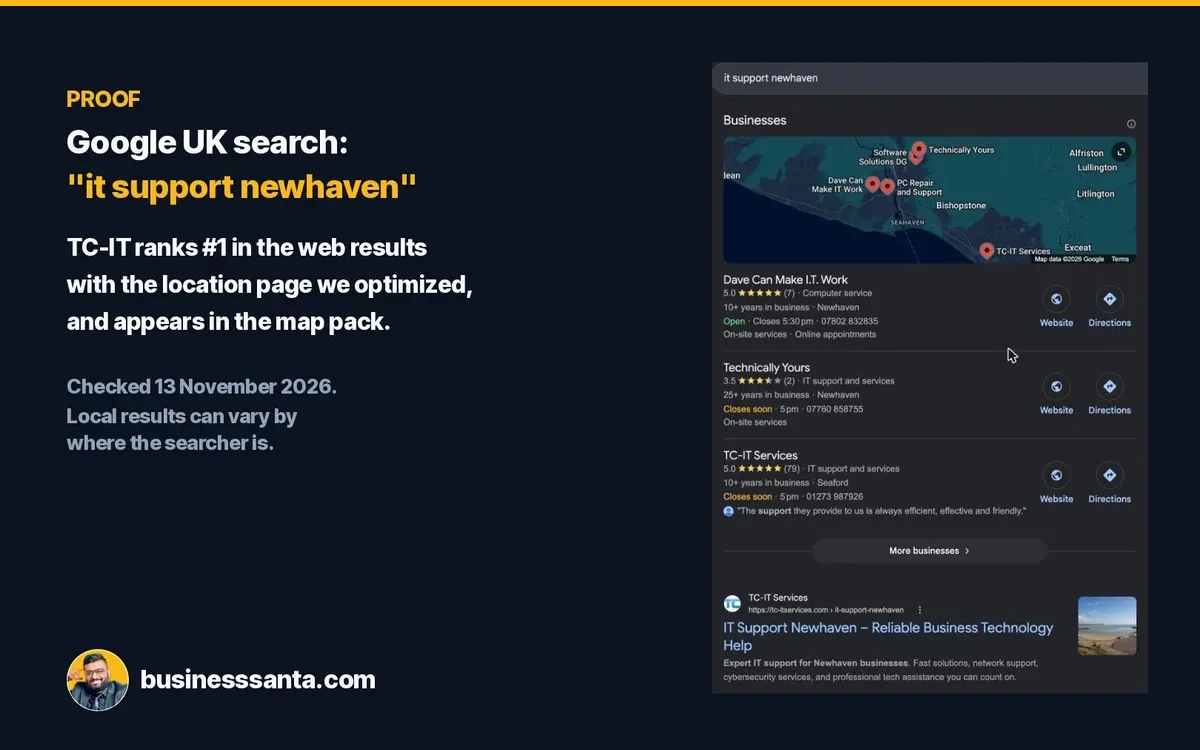 PROOF
Google UK search:
"it support newhaven"
TC-IT ranks #1 in the web results
with the location page we optimized,
and appears in the map pack.
Checked 13 November 2026.
Local results can vary by
where the searcher is.
businesssanta.com
it support newhaven
Businesses
Software
Solutions DG
Technically Yours
Alfriston
Lullington
dean
Dave Can
Make IT Work
PC Repair
and Support
Litlington
Bishopstone
SEAHAVEN
TC-IT Services
Exceat
Map data ©2026 Google Terms
Dave Can Make I.T. Work
5.0 ★★★★★ (7) · Computer service
10+ years in business · Newhaven
Open · Closes 5:30 pm · 07802 832835
On-site services · Online appointments
Website
Directions
Technically Yours
3.5 ★★★★★ (2) · IT support and services
25+ years in business · Newhaven
Closes soon · 5 pm · 07760 858755
On-site services
Website
Directions
TC-IT Services
5.0 ★★★★★ (79) · IT support and services
10+ years in business · Seaford
Closes soon · 5 pm · 01273 987926
"The support they provide to us is always efficient, effective and friendly."
Website
Directions
More businesses ›
TC-IT Services
https://tc-itservices.com › it-support-newhaven
IT Support Newhaven – Reliable Business Technology
Help
Expert IT support for Newhaven businesses. Fast solutions, network support,
cybersecurity services, and professional tech assistance you can count on.